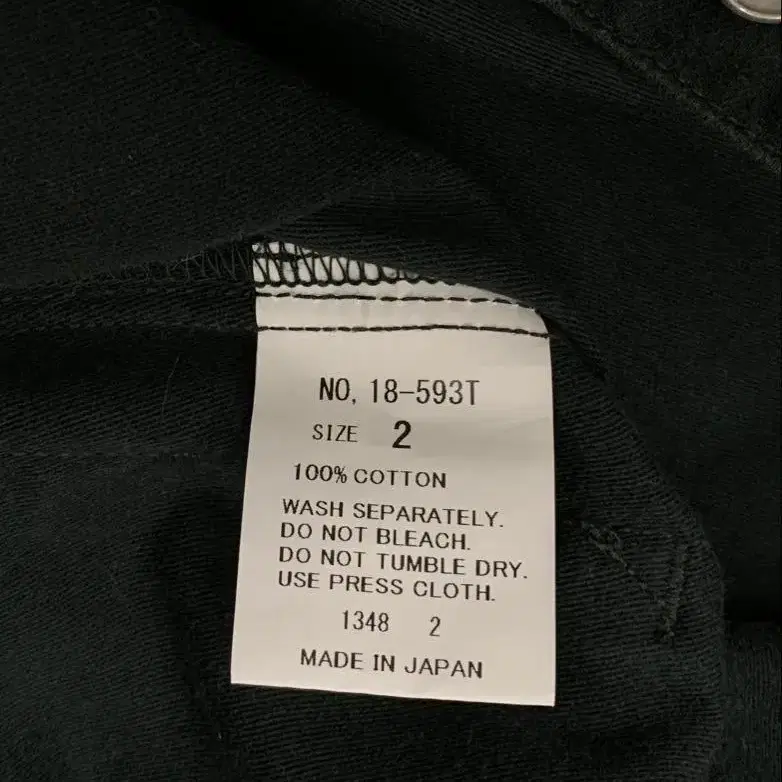 NO, 18-593T
SIZE 2
100% COTTON
WASH SEPARATELY.
DO NOT BLEACH.
DO NOT TUMBLE DRY.
USE PRESS CLOTH.
1348 2
MADE IN JAPAN